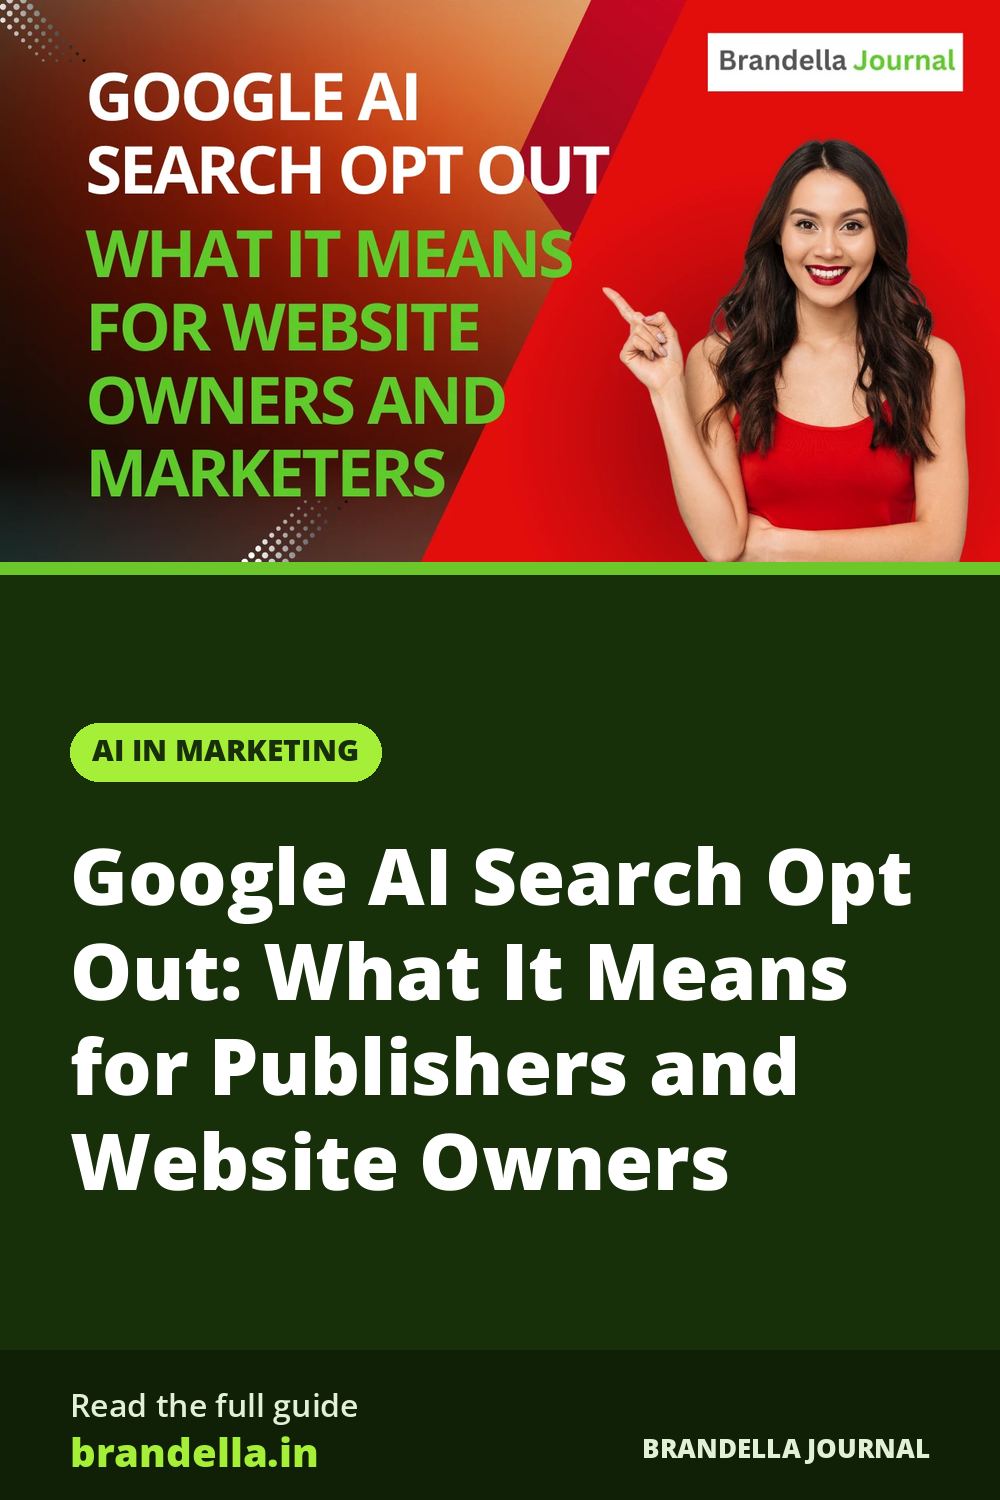 Brandella Journal
GOOGLE AI
SEARCH OPT OUT
WHAT IT MEANS
FOR WEBSITE
OWNERS AND
MARKETERS
AI IN MARKETING
Google AI Search Opt
Out: What It Means
for Publishers and
Website Owners
Read the full guide
brandella.in
BRANDELLA JOURNAL